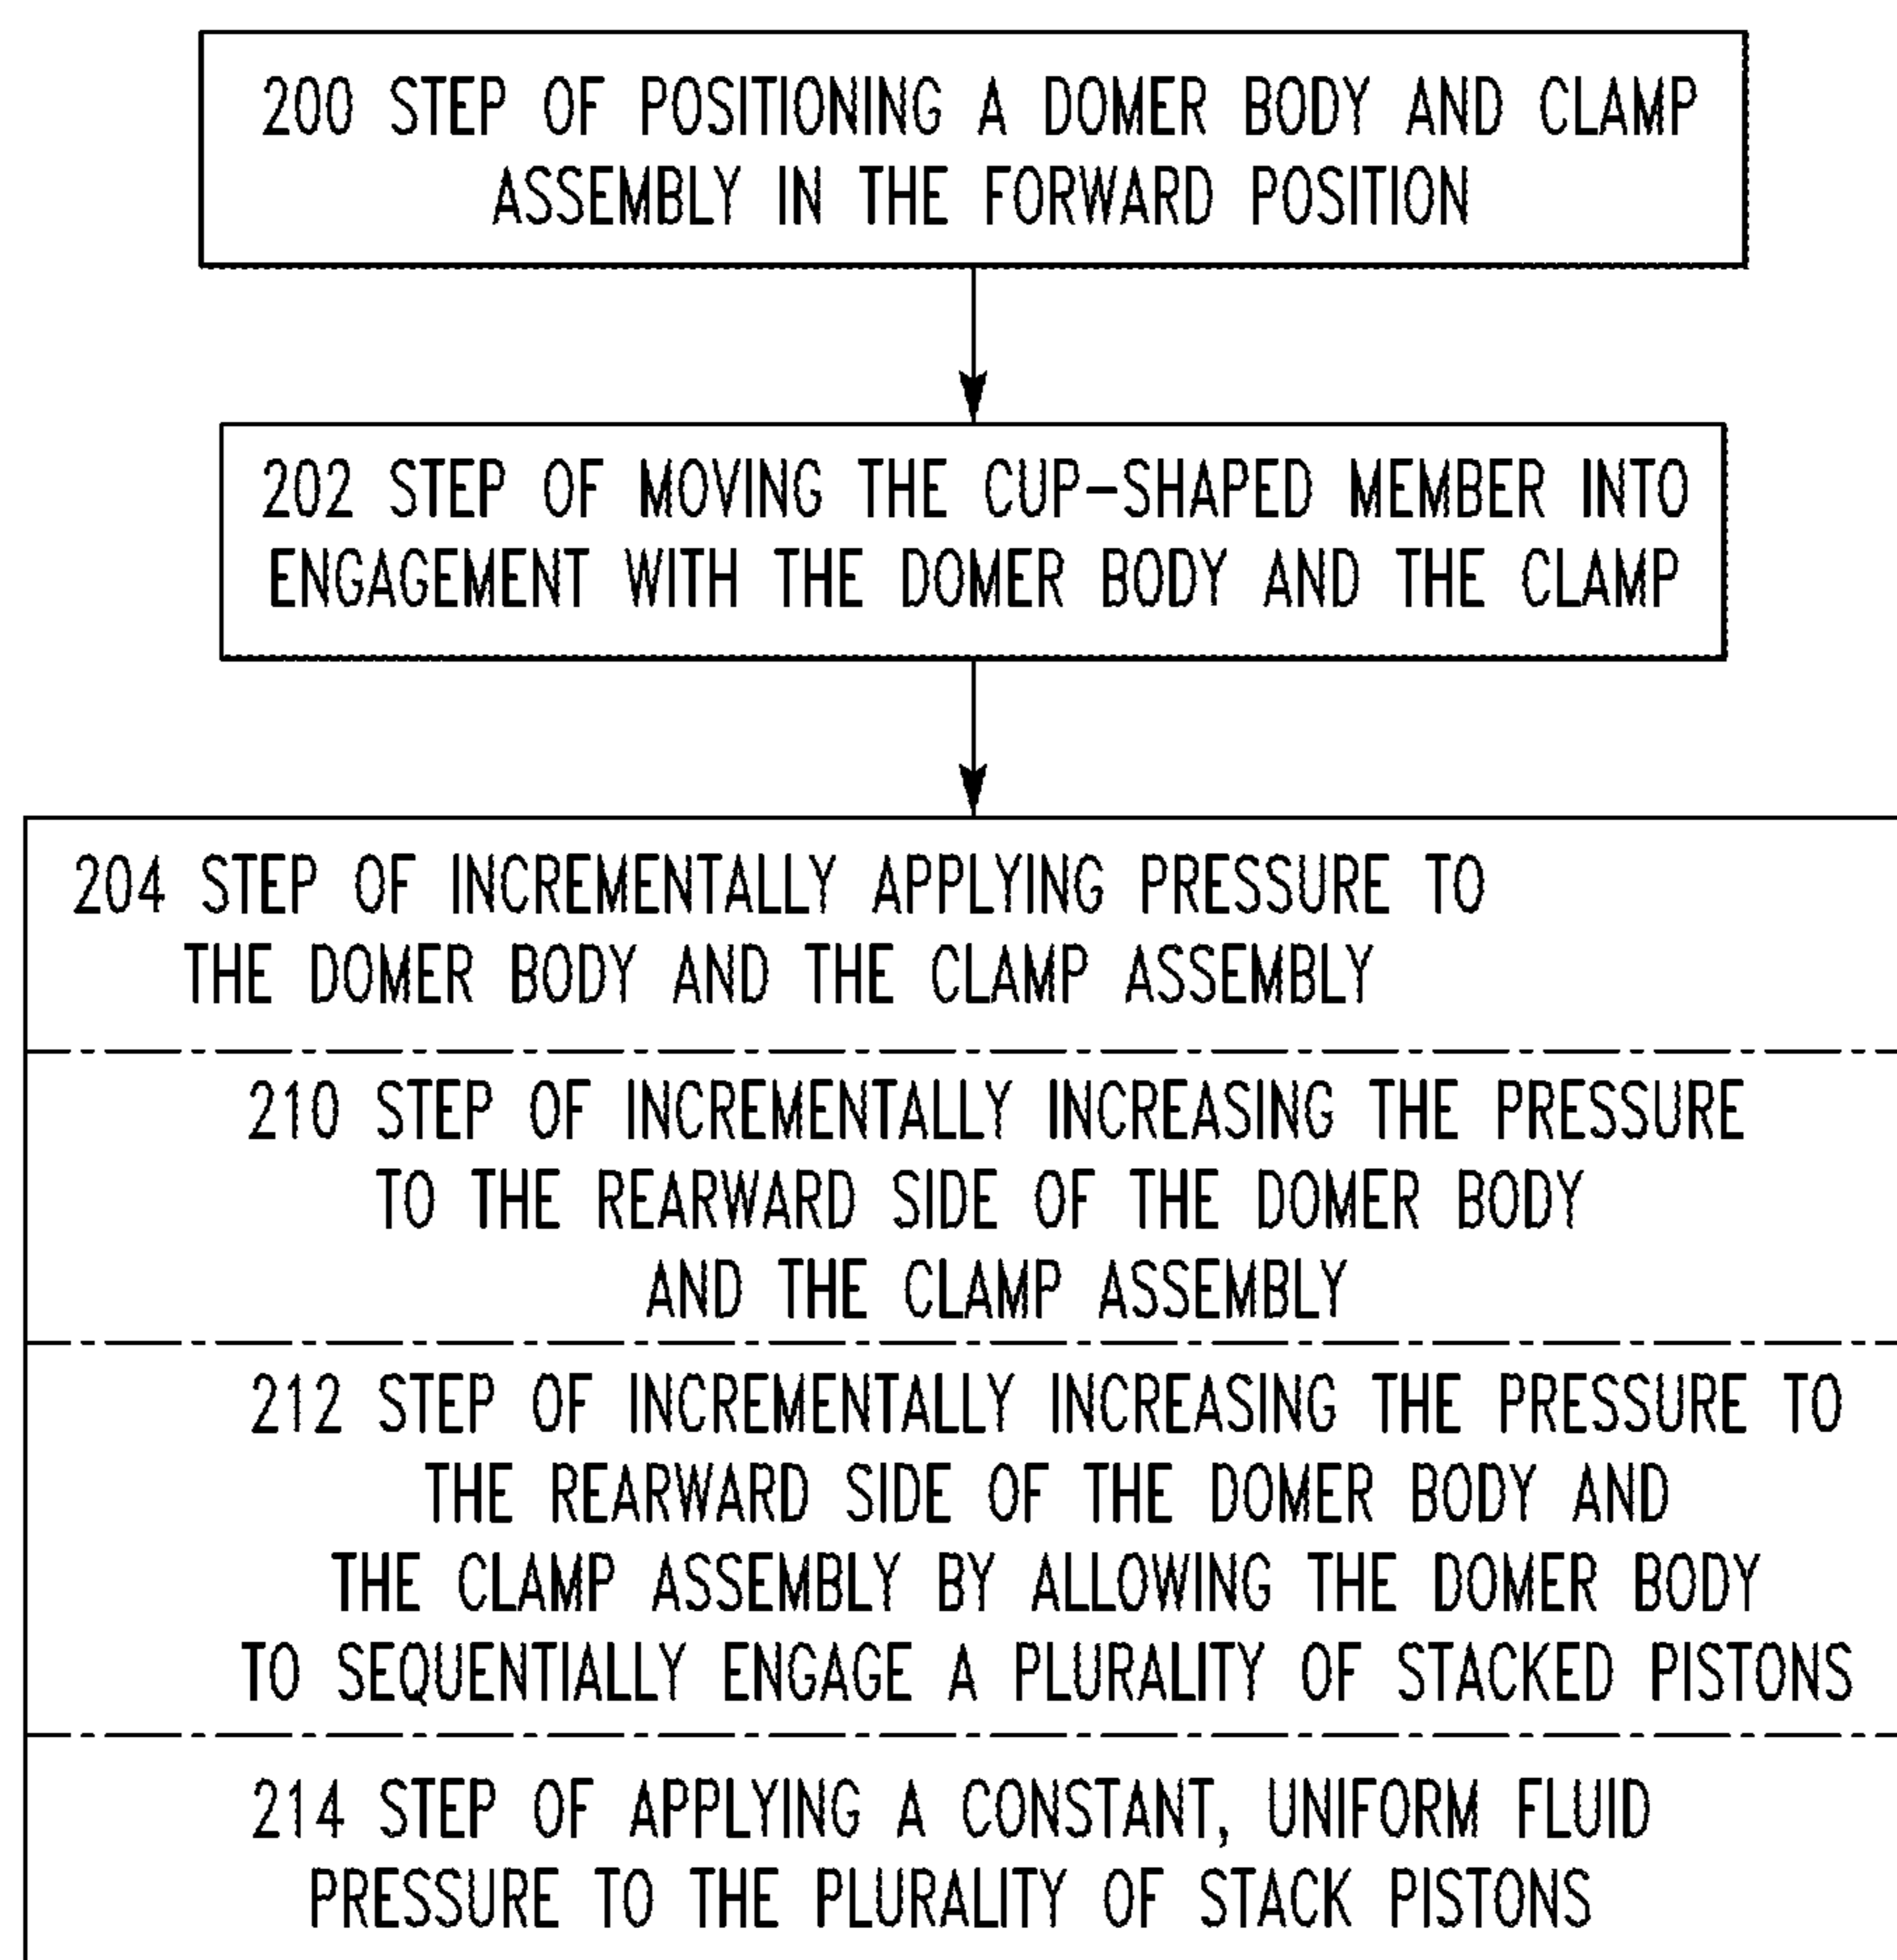 200 STEP OF POSITIONING A DOMER BODY AND CLAMP
ASSEMBLY IN THE FORWARD POSITION
202 STEP OF MOVING THE CUP-SHAPED MEMBER INTO
ENGAGEMENT WITH THE DOMER BODY AND THE CLAMP
204 STEP OF INCREMENTALLY APPLYING PRESSURE TO
THE DOMER BODY AND THE CLAMP ASSEMBLY
210 STEP OF INCREMENTALLY INCREASING THE PRESSURE
TO THE REARWARD SIDE OF THE DOMER BODY
AND THE CLAMP ASSEMBLY
212 STEP OF INCREMENTALLY INCREASING THE PRESSURE TO
THE REARWARD SIDE OF THE DOMER BODY AND
THE CLAMP ASSEMBLY BY ALLOWING THE DOMER BODY
TO SEQUENTIALLY ENGAGE A PLURALITY OF STACKED PISTONS
214 STEP OF APPLYING A CONSTANT, UNIFORM FLUID
PRESSURE TO THE PLURALITY OF STACK PISTONS